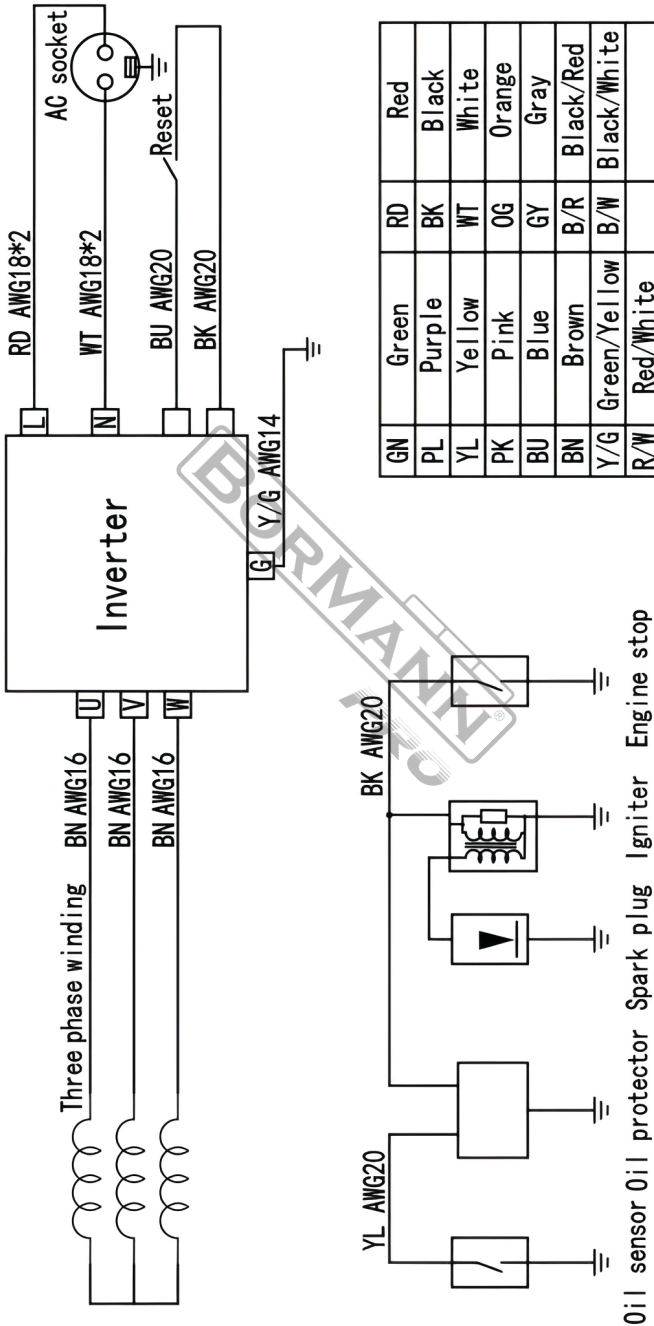 Three phase winding
BN AWG16
BN AWG16
BN AWG16
U
V
W
Inverter
L
N
G
Y/G AWG14
RD AWG18*2
WT AWG18*2
BU AWG20
BK AWG20
AC socket
Reset
YL AWG20
BK AWG20
Oil sensor Oil protector Spark plug Igniter Engine stop
GN Green RD Red
PL Purple BK Black
YL Yellow WT White
PK Pink OG Orange
BU Blue GY Gray
BN Brown B/R Black/Red
Y/G Green/Yellow B/W Black/White
R/W Red/White
BORMANN®
PRO